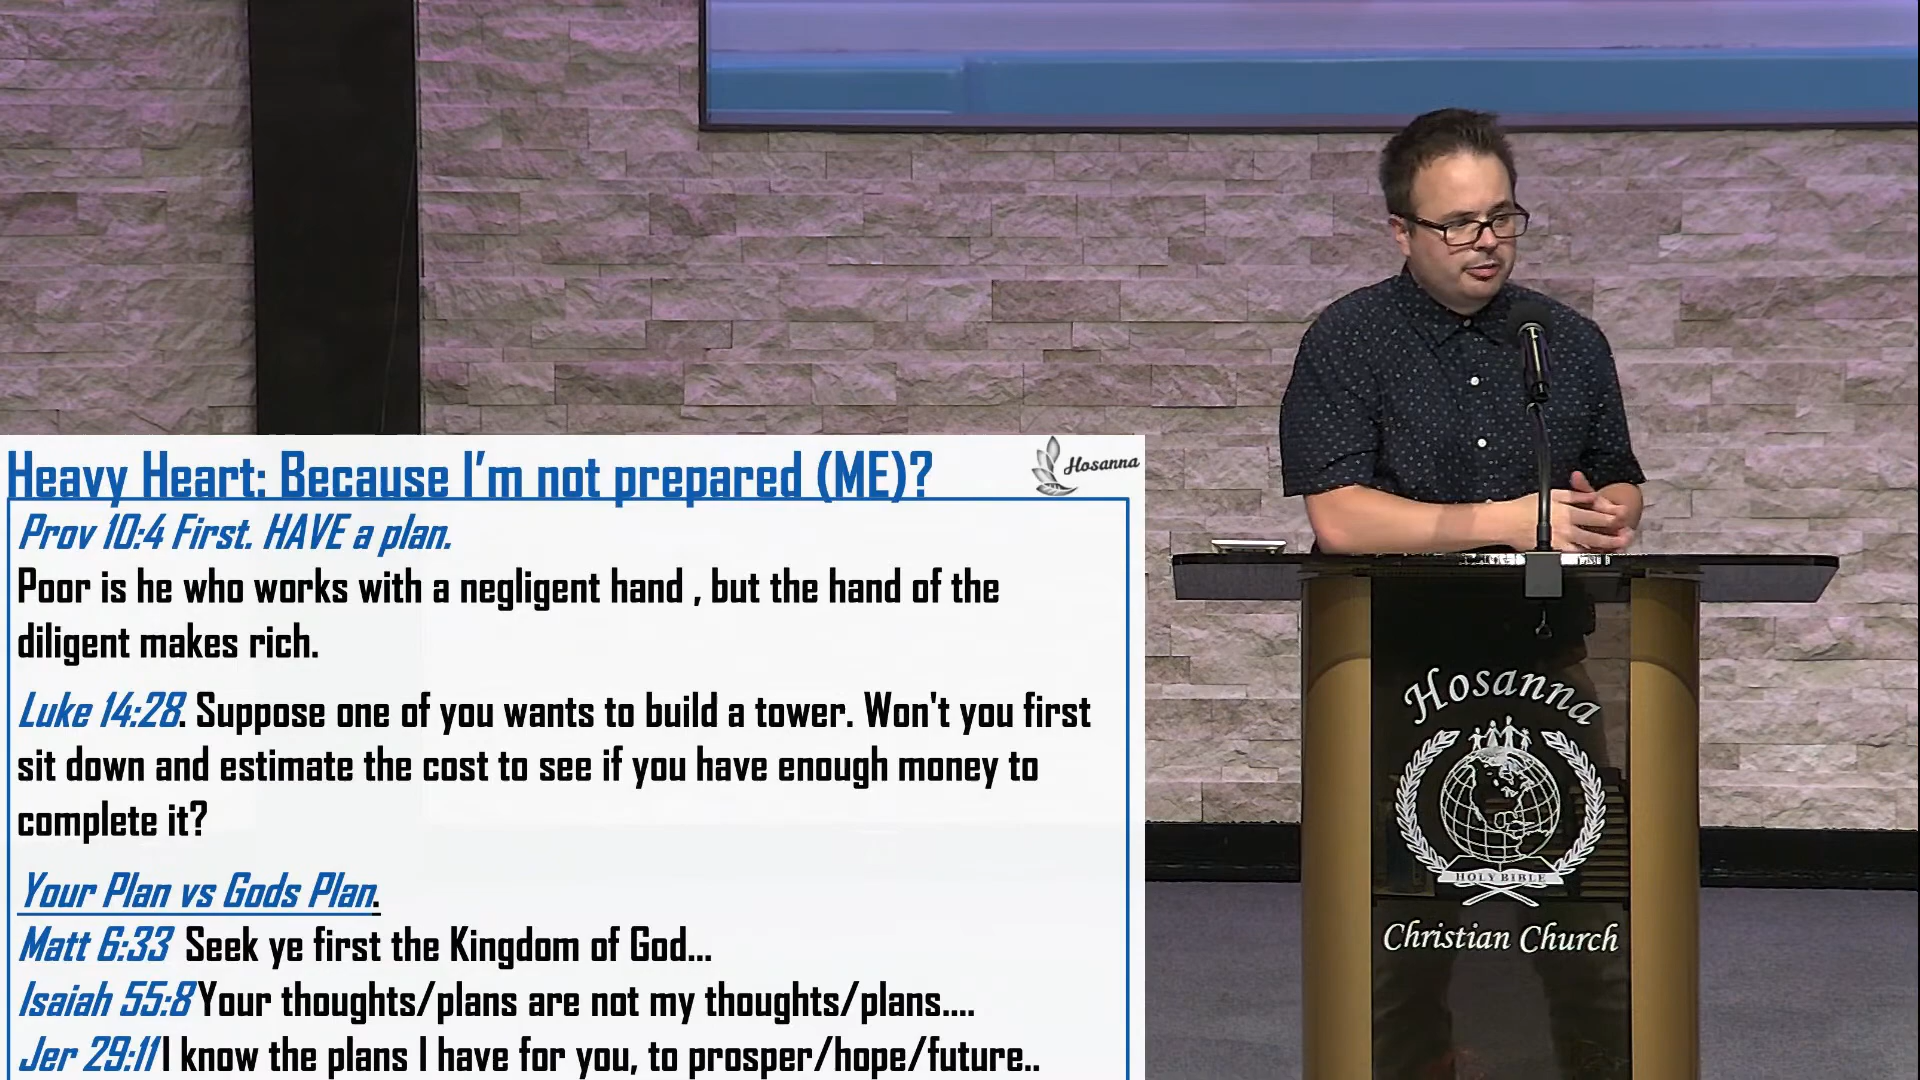 Heavy Heart: Because I'm not prepared (ME)?
Hosanna
Prov 10:4 First. HAVE a plan.
Poor is he who works with a negligent hand , but the hand of the
diligent makes rich.
Luke 14:28. Suppose one of you wants to build a tower. Won't you first
sit down and estimate the cost to see if you have enough money to
complete it?
Your Plan vs Gods Plan.
Matt 6:33 Seek ye first the Kingdom of God...
Isaiah 55:8 Your thoughts/plans are not my thoughts/plans....
Jer 29:11 I know the plans I have for you, to prosper/hope/future..
Hosanna
HOLY BIBLE
Christian Church